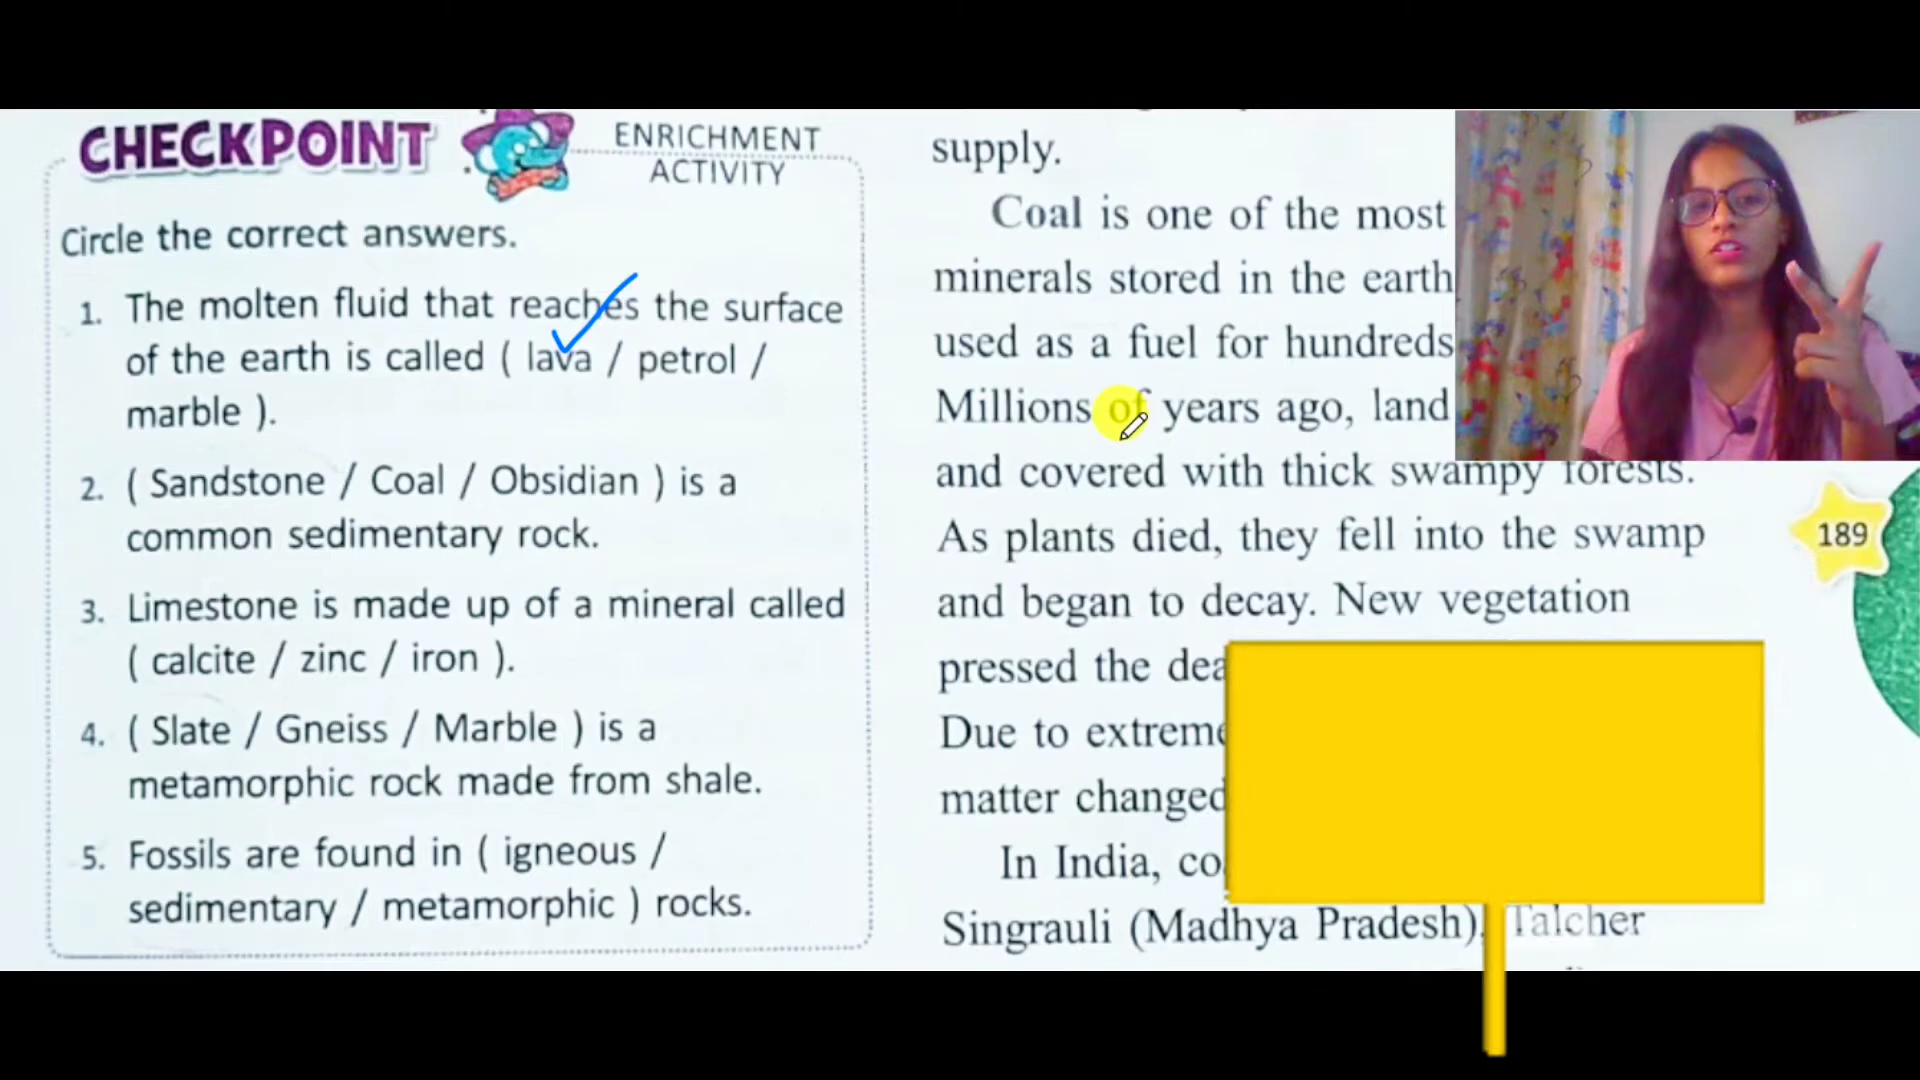 CHECKPOINT
ENRICHMENT
ACTIVITY
Circle the correct answers.
1. The molten fluid that reaches the surface
of the earth is called ( lava / petrol /
marble ).
2. ( Sandstone / Coal / Obsidian ) is a
common sedimentary rock.
3. Limestone is made up of a mineral called
( calcite / zinc / iron ).
4. ( Slate / Gneiss / Marble ) is a
metamorphic rock made from shale.
5. Fossils are found in ( igneous /
sedimentary / metamorphic ) rocks.
supply.
Coal is one of the most
minerals stored in the earth
used as a fuel for hundreds
Millions of years ago, land
and covered with thick swampy forests.
As plants died, they fell into the swamp
and began to decay. New vegetation
pressed the
Due to
matter changed
In India,
Singrauli (Madhya Pradesh), Talcher
189